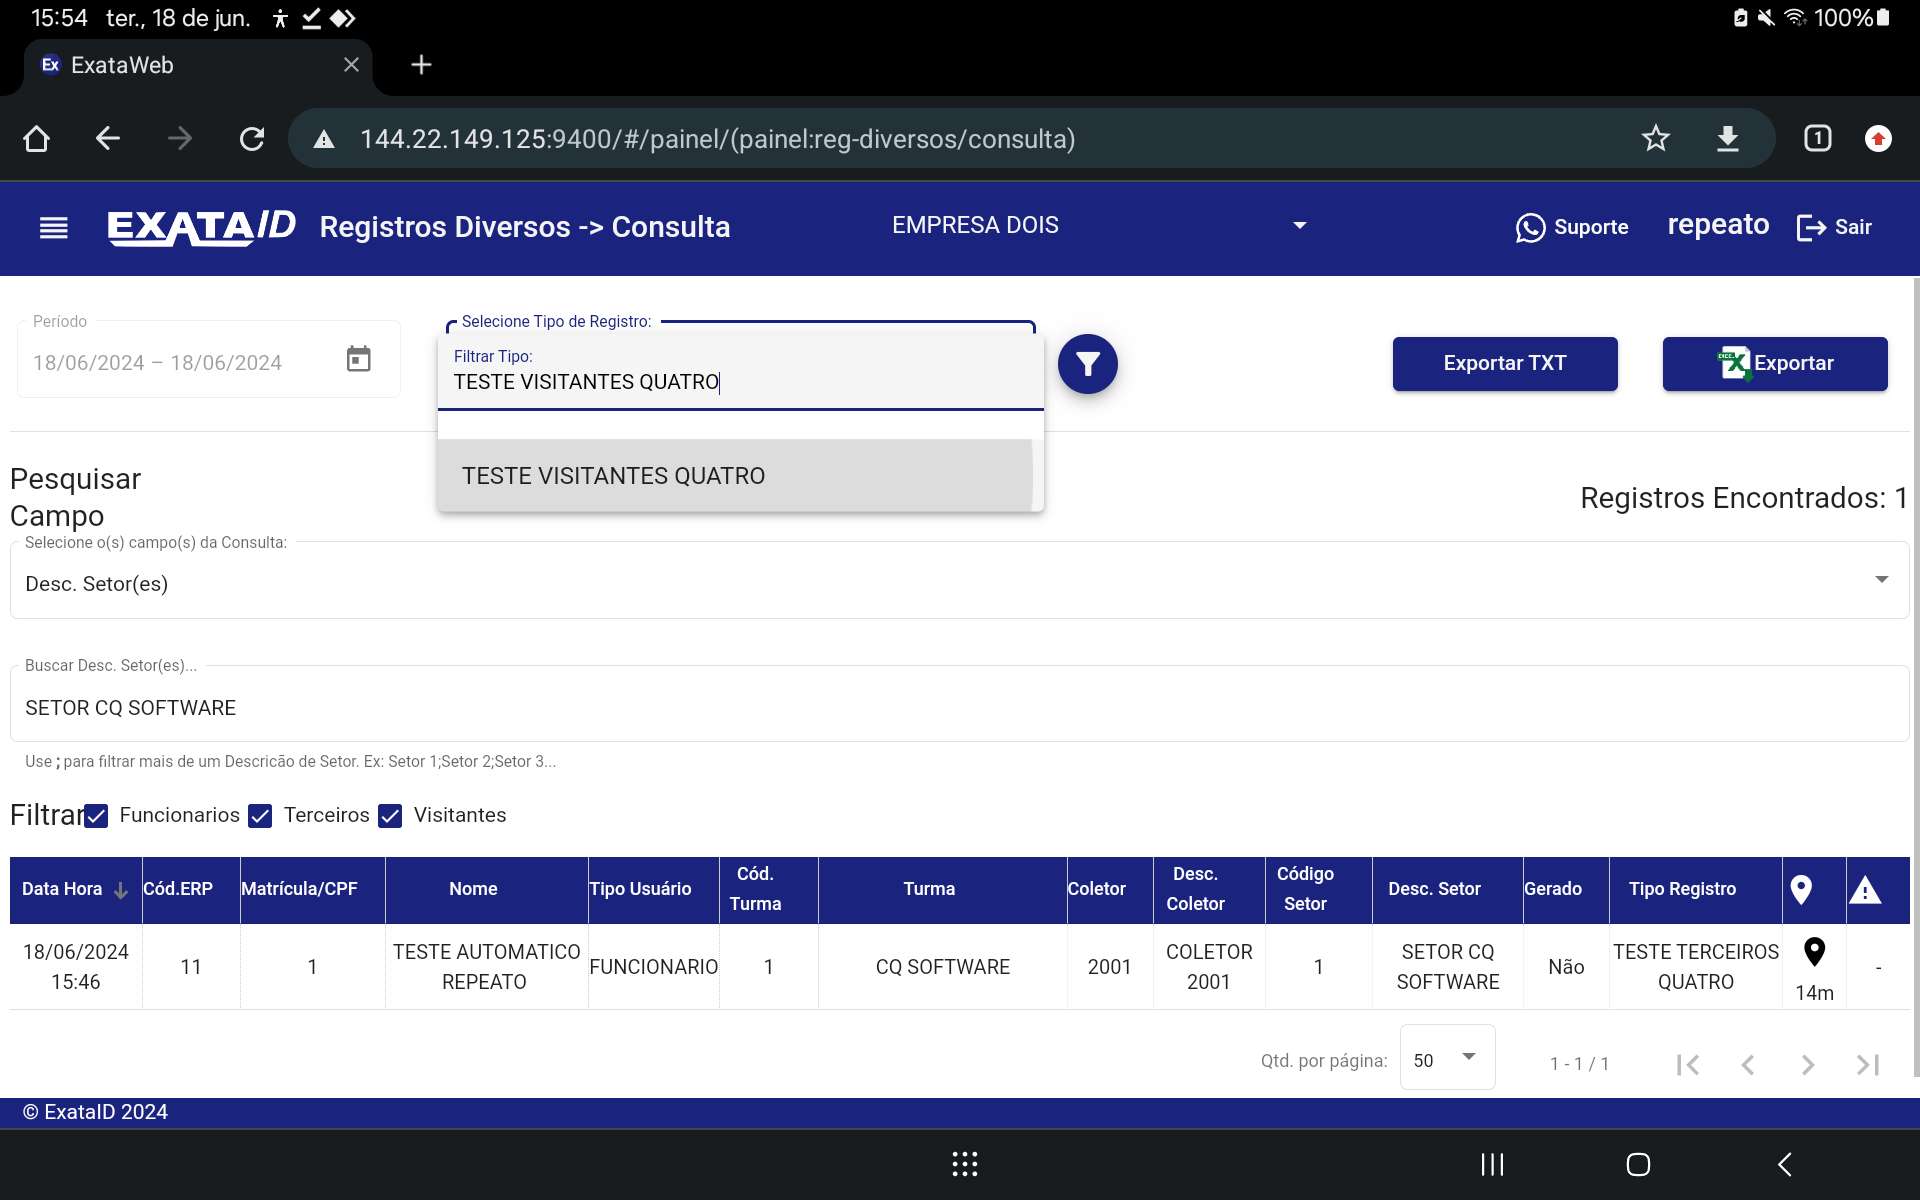 15:54 ter., 18 de jun.
100%
Ex ExataWeb
144.22.149.125:9400/#/painel/(painel:reg-diversos/consulta)
1
EXATA ID Registros Diversos -> Consulta EMPRESA DOIS Suporte repeato Sair
Período
18/06/2024 – 18/06/2024
Selecione Tipo de Registro:
Filtrar Tipo:
TESTE VISITANTES QUATRO
Exportar TXT
Exportar
TESTE VISITANTES QUATRO
Pesquisar
Campo
Registros Encontrados: 1
Selecione o(s) campo(s) da Consulta:
Desc. Setor(es)
Buscar Desc. Setor(es)...
SETOR CQ SOFTWARE
Use ; para filtrar mais de um Descricão de Setor. Ex: Setor 1;Setor 2;Setor 3...
Filtrar Funcionarios Terceiros Visitantes
Data Hora Cód.ERP Matrícula/CPF Nome Tipo Usuário Cód. Turma Turma Coletor Desc. Coletor Código Setor Desc. Setor Gerado Tipo Registro
18/06/2024 15:46 11 1 TESTE AUTOMATICO REPEATO FUNCIONARIO 1 CQ SOFTWARE 2001 COLETOR 2001 1 SETOR CQ SOFTWARE Não TESTE TERCEIROS QUATRO 14m -
Qtd. por página: 50 1 - 1 / 1
© ExataID 2024